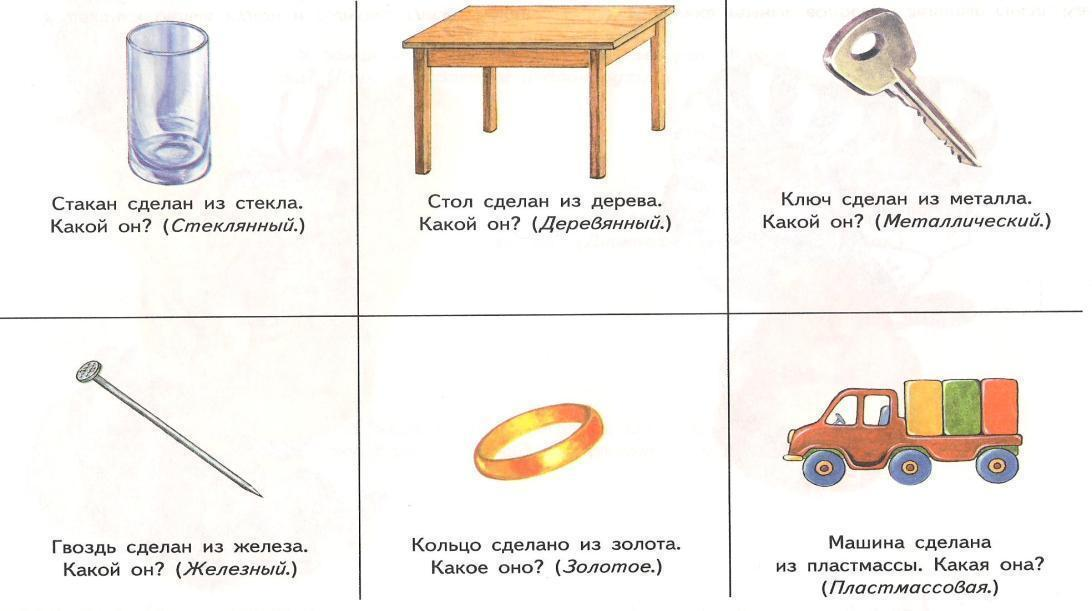 Стакан сделан из стекла.
Какой он? (Стеклянный.)
Стол сделан из дерева.
Какой он? (Деревянный.)
Ключ сделан из металла.
Какой он? (Металлический.)
Гвоздь сделан из железа.
Какой он? (Железный.)
Кольцо сделано из золота.
Какое оно? (Золотое.)
Машина сделана
из пластмассы. Какая она?
(Пластмассовая.)